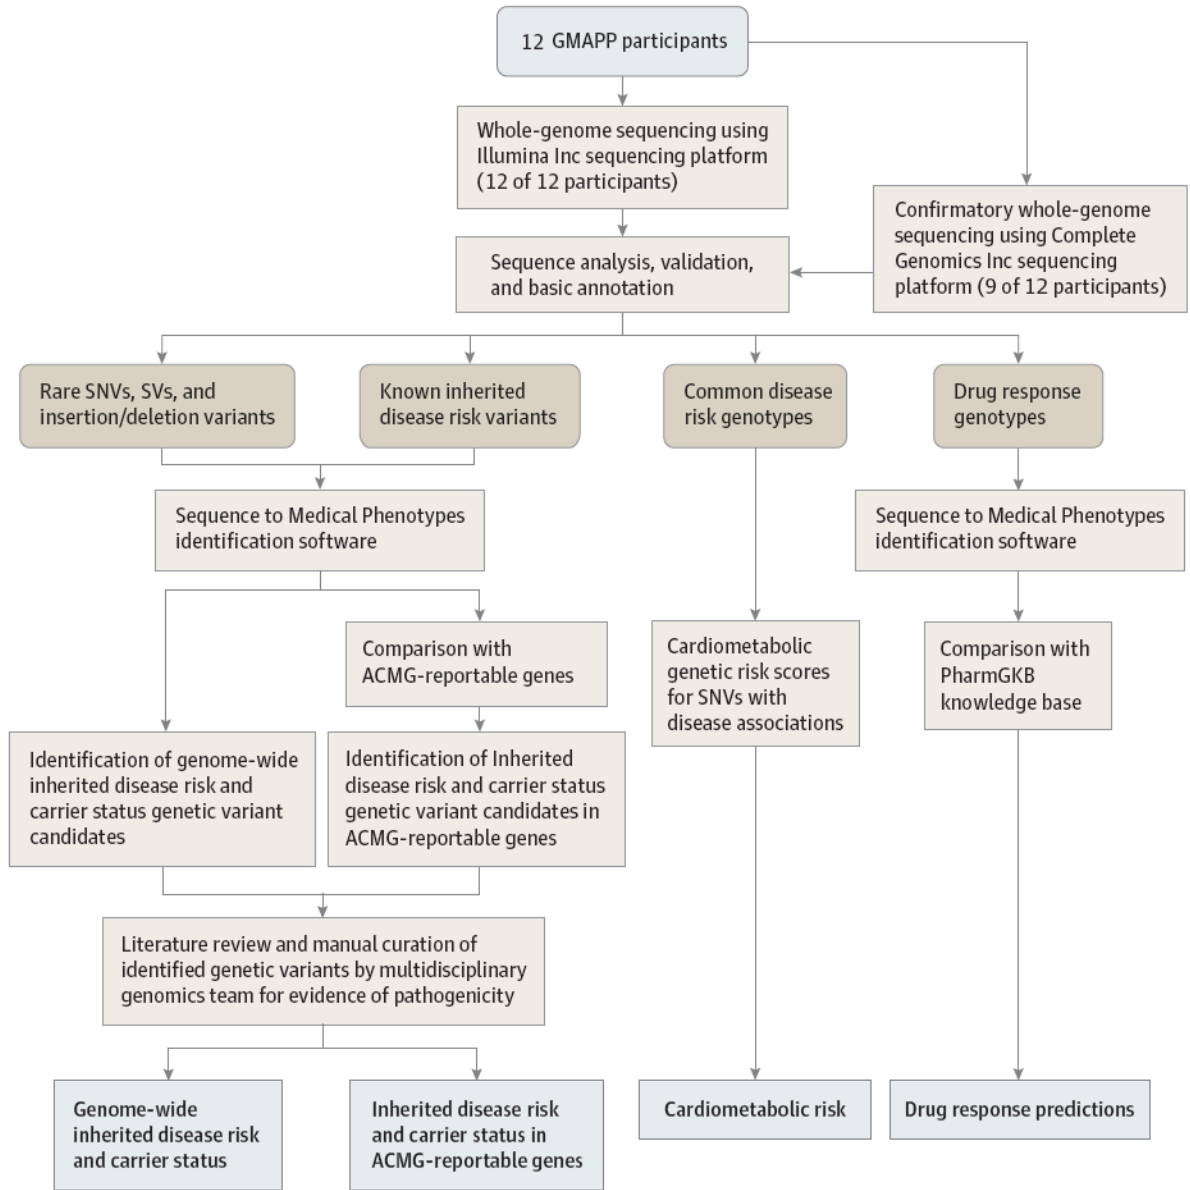 12 GMAPP participants
Whole-genome sequencing using
Illumina Inc sequencing platform
(12 of 12 participants)
Confirmatory whole-genome
sequencing using Complete
Genomics Inc sequencing
platform (9 of 12 participants)
Sequence analysis, validation,
and basic annotation
Rare SNVs, SVs, and
insertion/deletion variants
Known inherited
disease risk variants
Common disease
risk genotypes
Drug response
genotypes
Sequence to Medical Phenotypes
identification software
Sequence to Medical Phenotypes
identification software
Comparison with
ACMG-reportable genes
Cardiometabolic
genetic risk scores
for SNVs with
disease associations
Comparison with
PharmGKB
knowledge base
Identification of genome-wide
inherited disease risk and
carrier status genetic variant
candidates
Identification of Inherited
disease risk and carrier status
genetic variant candidates in
ACMG-reportable genes
Literature review and manual curation of
identified genetic variants by multidisciplinary
genomics team for evidence of pathogenicity
Genome-wide
inherited disease risk
and carrier status
Inherited disease risk
and carrier status in
ACMG-reportable genes
Cardiometabolic risk
Drug response predictions